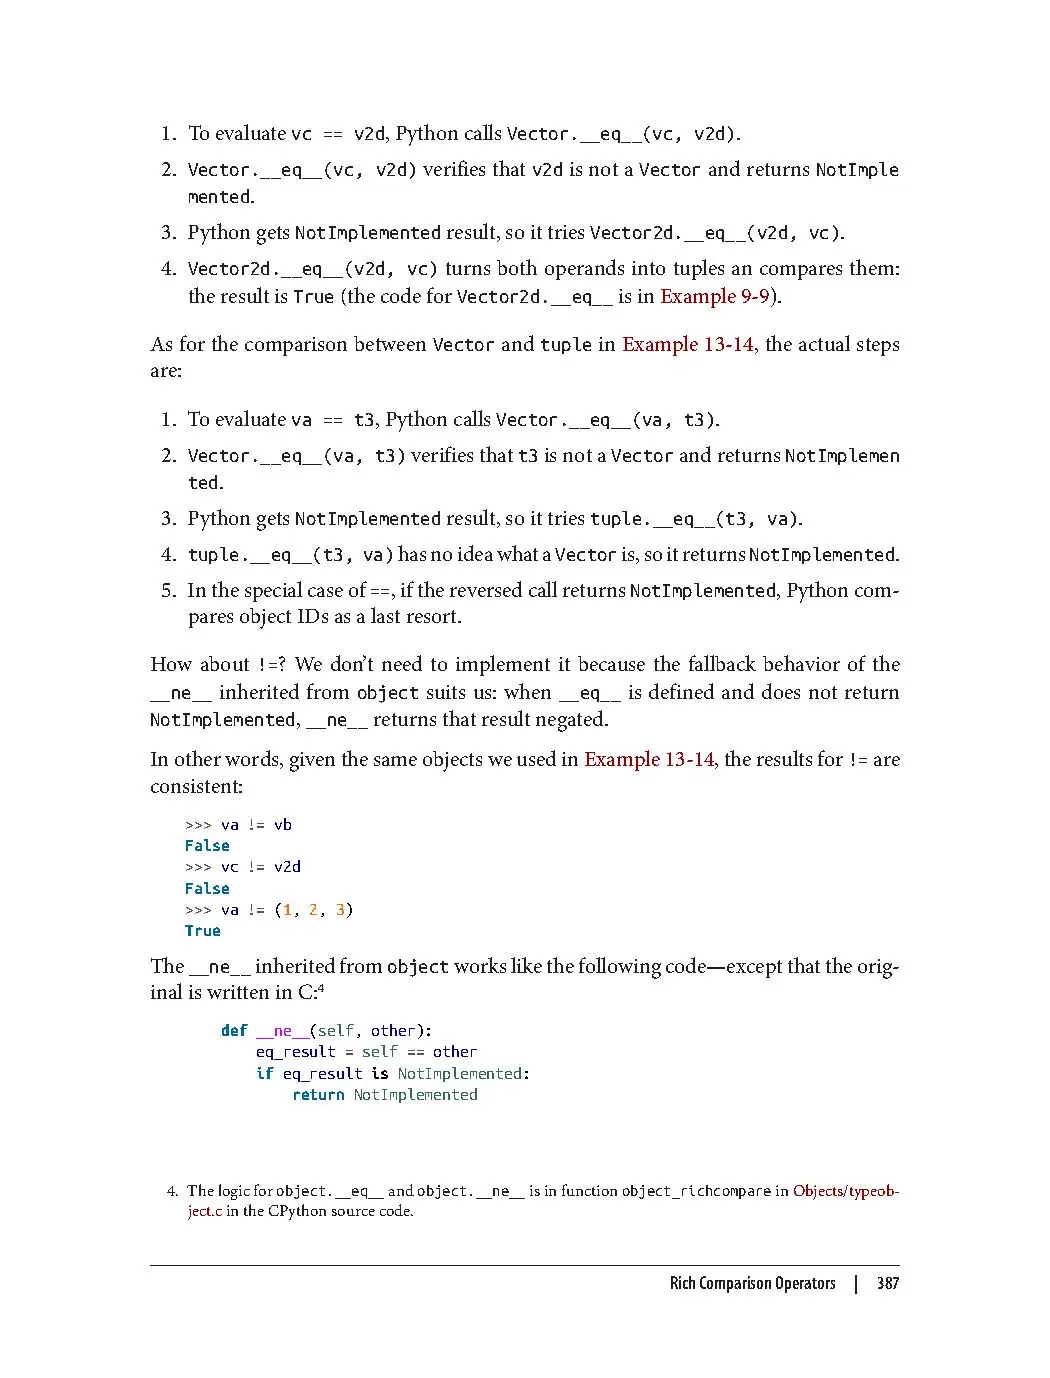 1. To evaluate vc == v2d, Python calls Vector.__eq__(vc, v2d).
2. Vector.__eq__(vc, v2d) verifies that v2d is not a Vector and returns NotImple
mented.
3. Python gets NotImplemented result, so it tries Vector2d.__eq__(v2d, vc).
4. Vector2d.__eq__(v2d, vc) turns both operands into tuples an compares them:
the result is True (the code for Vector2d.__eq__ is in Example 9-9).
As for the comparison between Vector and tuple in Example 13-14, the actual steps
are:
1. To evaluate va == t3, Python calls Vector.__eq__(va, t3).
2. Vector.__eq__(va, t3) verifies that t3 is not a Vector and returns NotImplemen
ted.
3. Python gets NotImplemented result, so it tries tuple.__eq__(t3, va).
4. tuple.__eq__(t3, va) has no idea what a Vector is, so it returns NotImplemented.
5. In the special case of ==, if the reversed call returns NotImplemented, Python com-
pares object IDs as a last resort.
How about !=? We don’t need to implement it because the fallback behavior of the
__ne__ inherited from object suits us: when __eq__ is defined and does not return
NotImplemented, __ne__ returns that result negated.
In other words, given the same objects we used in Example 13-14, the results for != are
consistent:
>>> va != vb
False
>>> vc != v2d
False
>>> va != (1, 2, 3)
True
The __ne__ inherited from object works like the following code—except that the orig-
inal is written in C:4
def __ne__(self, other):
    eq_result = self == other
    if eq_result is NotImplemented:
        return NotImplemented
4. The logic for object.__eq__ and object.__ne__ is in function object_richcompare in Objects/typeob-
ject.c in the CPython source code.
Rich Comparison Operators | 387